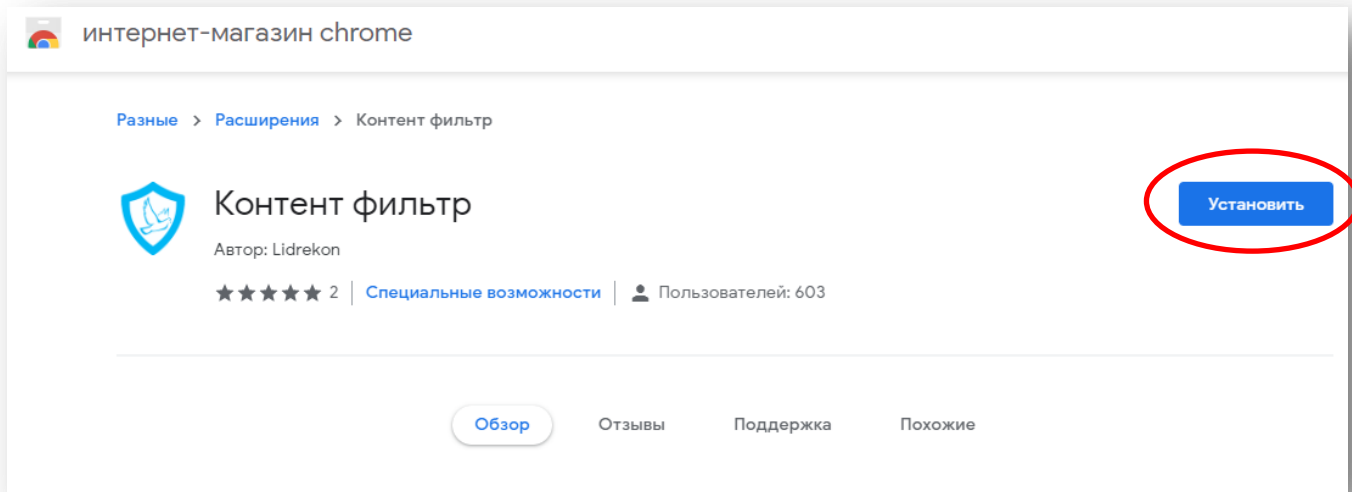 интернет-магазин chrome
Разные > Расширения > Контент фильтр
Контент фильтр
Установить
Автор: Lidrekon
★★★★★ 2 | Специальные возможности | Пользователей: 603
Обзор Отзывы Поддержка Похожие